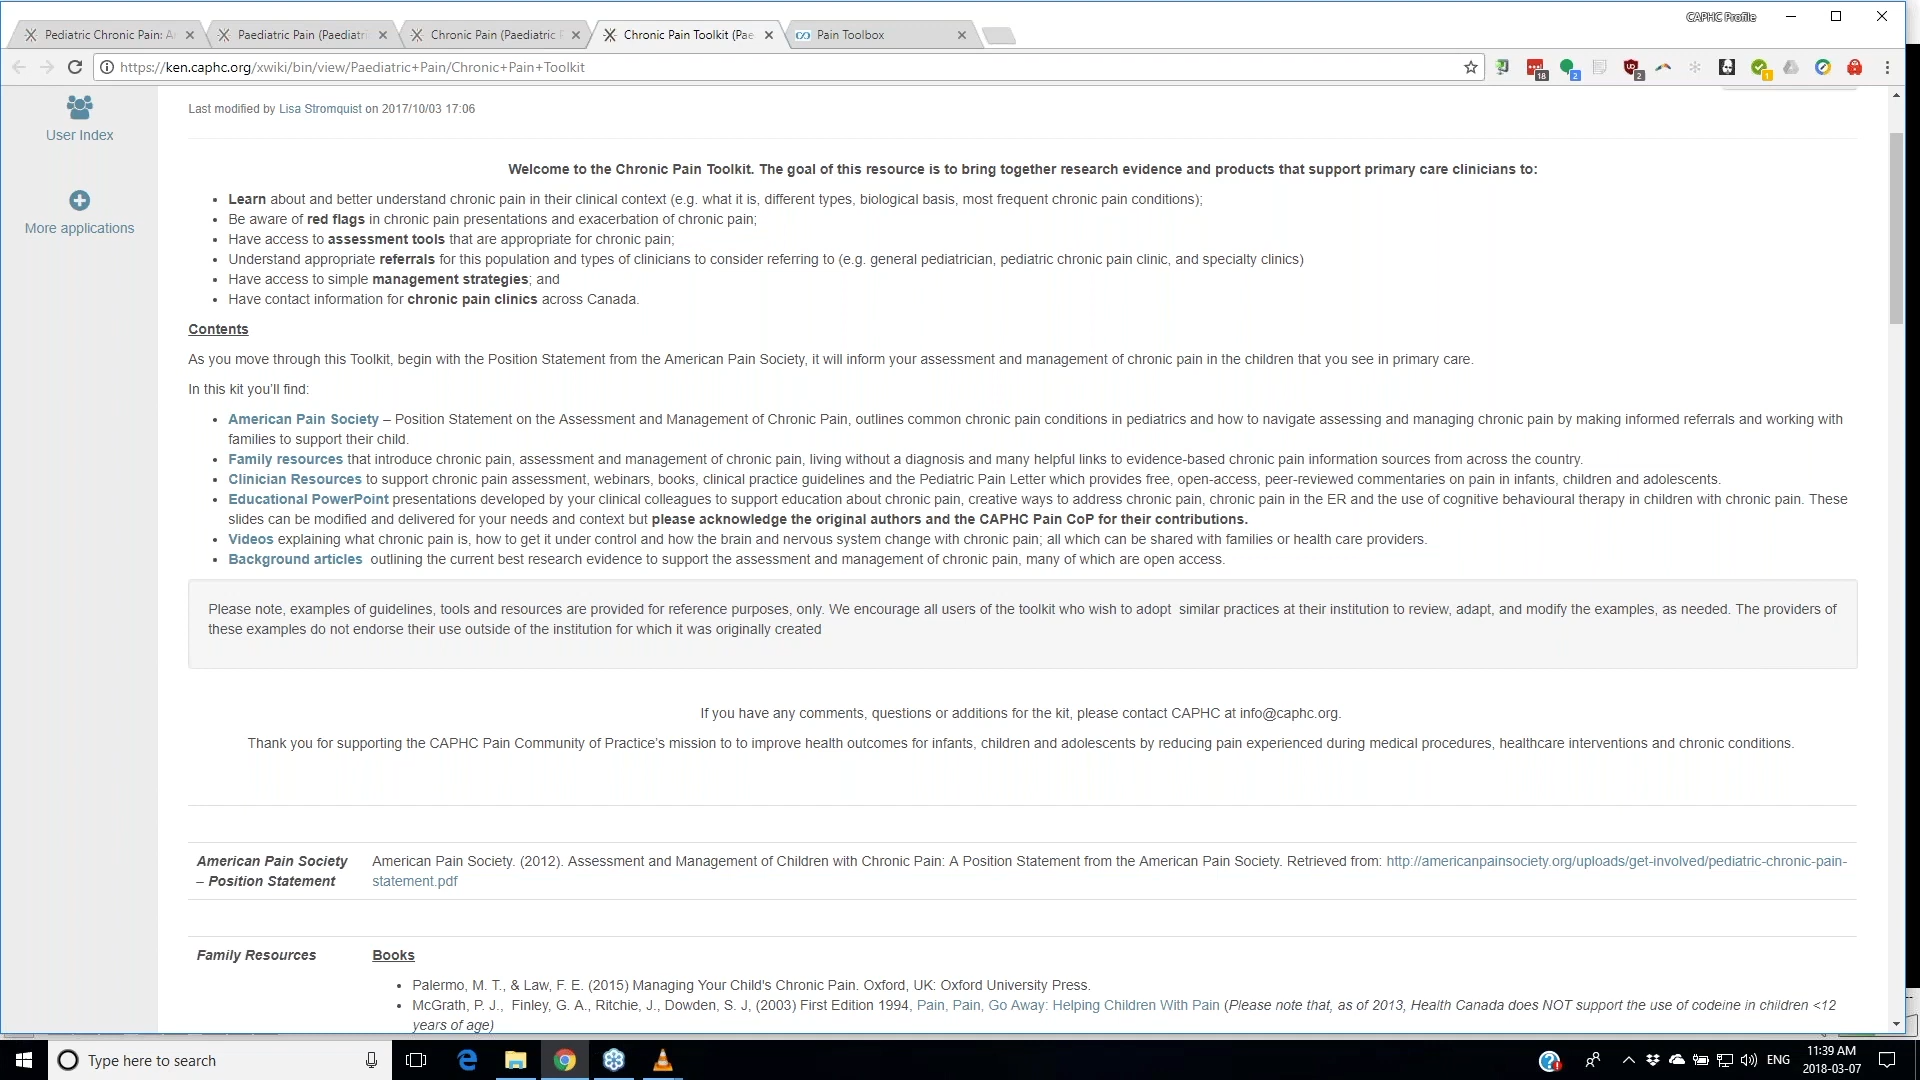 CAPHC Profile
Pediatric Chronic Pain: A
Paediatric Pain (Paediatri
Chronic Pain (Paediatric P
Chronic Pain Toolkit (Pae
Pain Toolbox
https://ken.caphc.org/xwiki/bin/view/Paediatric+Pain/Chronic+Pain+Toolkit
18
2
2
1
User Index
More applications
Last modified by Lisa Stromquist on 2017/10/03 17:06
Welcome to the Chronic Pain Toolkit. The goal of this resource is to bring together research evidence and products that support primary care clinicians to:
• Learn about and better understand chronic pain in their clinical context (e.g. what it is, different types, biological basis, most frequent chronic pain conditions);
• Be aware of red flags in chronic pain presentations and exacerbation of chronic pain;
• Have access to assessment tools that are appropriate for chronic pain;
• Understand appropriate referrals for this population and types of clinicians to consider referring to (e.g. general pediatrician, pediatric chronic pain clinic, and specialty clinics)
• Have access to simple management strategies; and
• Have contact information for chronic pain clinics across Canada.
Contents
As you move through this Toolkit, begin with the Position Statement from the American Pain Society, it will inform your assessment and management of chronic pain in the children that you see in primary care.
In this kit you'll find:
• American Pain Society – Position Statement on the Assessment and Management of Chronic Pain, outlines common chronic pain conditions in pediatrics and how to navigate assessing and managing chronic pain by making informed referrals and working with
families to support their child.
• Family resources that introduce chronic pain, assessment and management of chronic pain, living without a diagnosis and many helpful links to evidence-based chronic pain information sources from across the country.
• Clinician Resources to support chronic pain assessment, webinars, books, clinical practice guidelines and the Pediatric Pain Letter which provides free, open-access, peer-reviewed commentaries on pain in infants, children and adolescents.
• Educational PowerPoint presentations developed by your clinical colleagues to support education about chronic pain, creative ways to address chronic pain, chronic pain in the ER and the use of cognitive behavioural therapy in children with chronic pain. These
slides can be modified and delivered for your needs and context but please acknowledge the original authors and the CAPHC Pain CoP for their contributions.
• Videos explaining what chronic pain is, how to get it under control and how the brain and nervous system change with chronic pain; all which can be shared with families or health care providers.
• Background articles outlining the current best research evidence to support the assessment and management of chronic pain, many of which are open access.
Please note, examples of guidelines, tools and resources are provided for reference purposes, only. We encourage all users of the toolkit who wish to adopt similar practices at their institution to review, adapt, and modify the examples, as needed. The providers of
these examples do not endorse their use outside of the institution for which it was originally created
If you have any comments, questions or additions for the kit, please contact CAPHC at info@caphc.org.
Thank you for supporting the CAPHC Pain Community of Practice's mission to to improve health outcomes for infants, children and adolescents by reducing pain experienced during medical procedures, healthcare interventions and chronic conditions.
American Pain Society
– Position Statement
American Pain Society. (2012). Assessment and Management of Children with Chronic Pain: A Position Statement from the American Pain Society. Retrieved from: http://americanpainsociety.org/uploads/get-involved/pediatric-chronic-pain-
statement.pdf
Family Resources
Books
• Palermo, M. T., & Law, F. E. (2015) Managing Your Child's Chronic Pain. Oxford, UK: Oxford University Press.
• McGrath, P. J., Finley, G. A., Ritchie, J., Dowden, S. J, (2003) First Edition 1994, Pain, Pain, Go Away: Helping Children With Pain (Please note that, as of 2013, Health Canada does NOT support the use of codeine in children <12
years of age)
Type here to search
ENG
11:39 AM
2018-03-07